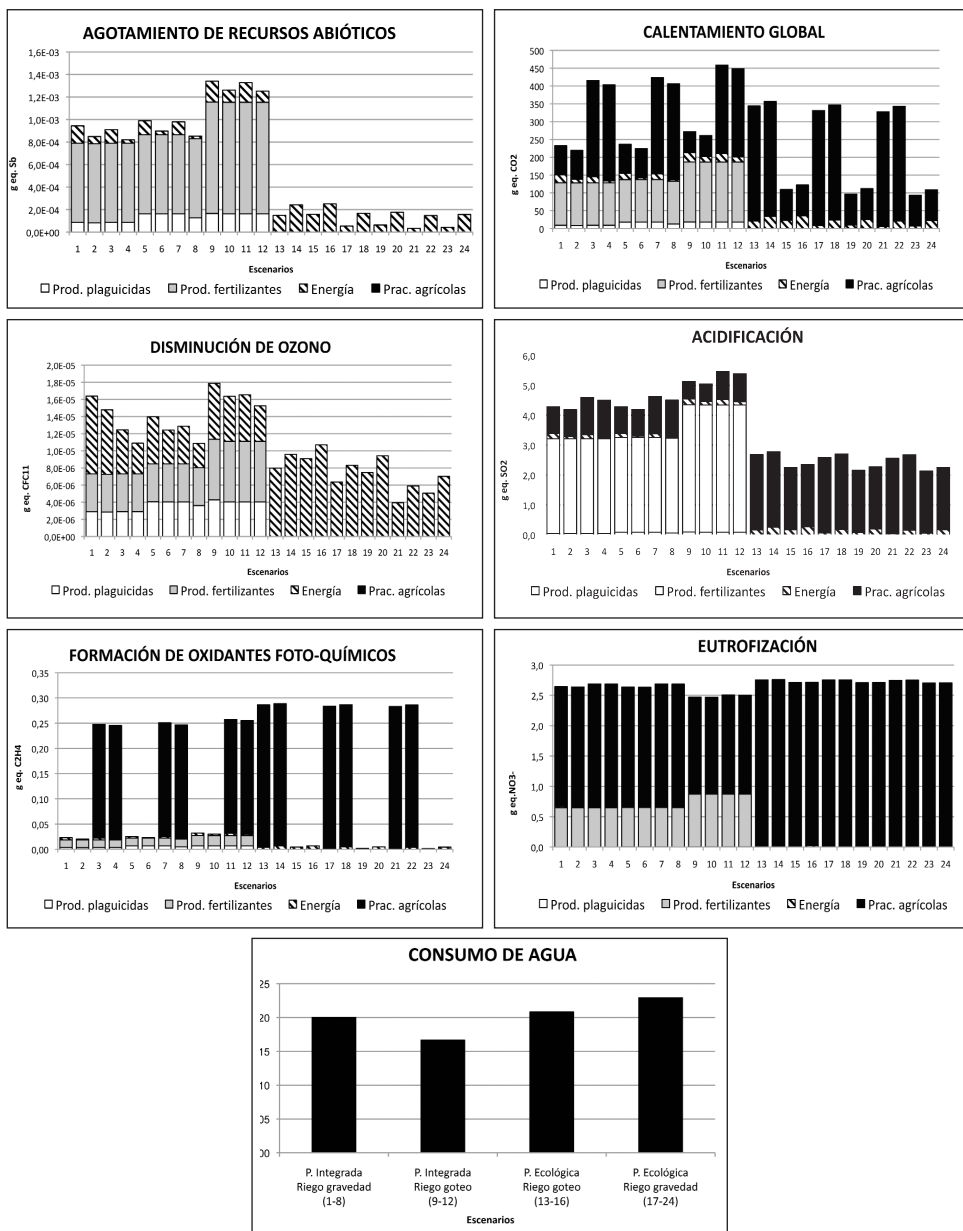 AGOTAMIENTO DE RECURSOS ABIÓTICOS
g eq. Sb
1,6E-03
1,4E-03
1,2E-03
1,0E-03
8,0E-04
6,0E-04
4,0E-04
2,0E-04
0,0E+00
1 2 3 4 5 6 7 8 9 10 11 12 13 14 15 16 17 18 19 20 21 22 23 24
Escenarios
Prod. plaguicidas Prod. fertilizantes Energía Prac. agrícolas
CALENTAMIENTO GLOBAL
g eq. CO2
500
450
400
350
300
250
200
150
100
50
0
1 2 3 4 5 6 7 8 9 10 11 12 13 14 15 16 17 18 19 20 21 22 23 24
Escenarios
Prod. plaguicidas Prod. fertilizantes Energía Prac. agrícolas
DISMINUCIÓN DE OZONO
g eq. CFC11
2,0E-05
1,8E-05
1,6E-05
1,4E-05
1,2E-05
1,0E-05
8,0E-06
6,0E-06
4,0E-06
2,0E-06
0,0E+00
1 2 3 4 5 6 7 8 9 10 11 12 13 14 15 16 17 18 19 20 21 22 23 24
Escenarios
Prod. plaguicidas Prod. fertilizantes Energía Prac. agrícolas
ACIDIFICACIÓN
g eq. SO2
6,0
5,0
4,0
3,0
2,0
1,0
0,0
1 2 3 4 5 6 7 8 9 10 11 12 13 14 15 16 17 18 19 20 21 22 23 24
Escenarios
Prod. plaguicidas Prod. fertilizantes Energía Prac. agrícolas
FORMACIÓN DE OXIDANTES FOTO-QUÍMICOS
g eq. C2H4
0,35
0,30
0,25
0,20
0,15
0,10
0,05
0,00
1 2 3 4 5 6 7 8 9 10 11 12 13 14 15 16 17 18 19 20 21 22 23 24
Escenarios
Prod. plaguicidas Prod. fertilizantes Energía Prac. agrícolas
EUTROFIZACIÓN
g eq.NO3-
3,0
2,5
2,0
1,5
1,0
0,5
0,0
1 2 3 4 5 6 7 8 9 10 11 12 13 14 15 16 17 18 19 20 21 22 23 24
Escenarios
Prod. plaguicidas Prod. fertilizantes Energía Prac. agrícolas
CONSUMO DE AGUA
25
20
15
10
05
00
P. Integrada P. Integrada P. Ecológica P. Ecológica
Riego gravedad Riego goteo Riego goteo Riego gravedad
(1-8) (9-12) (13-16) (17-24)
Escenarios